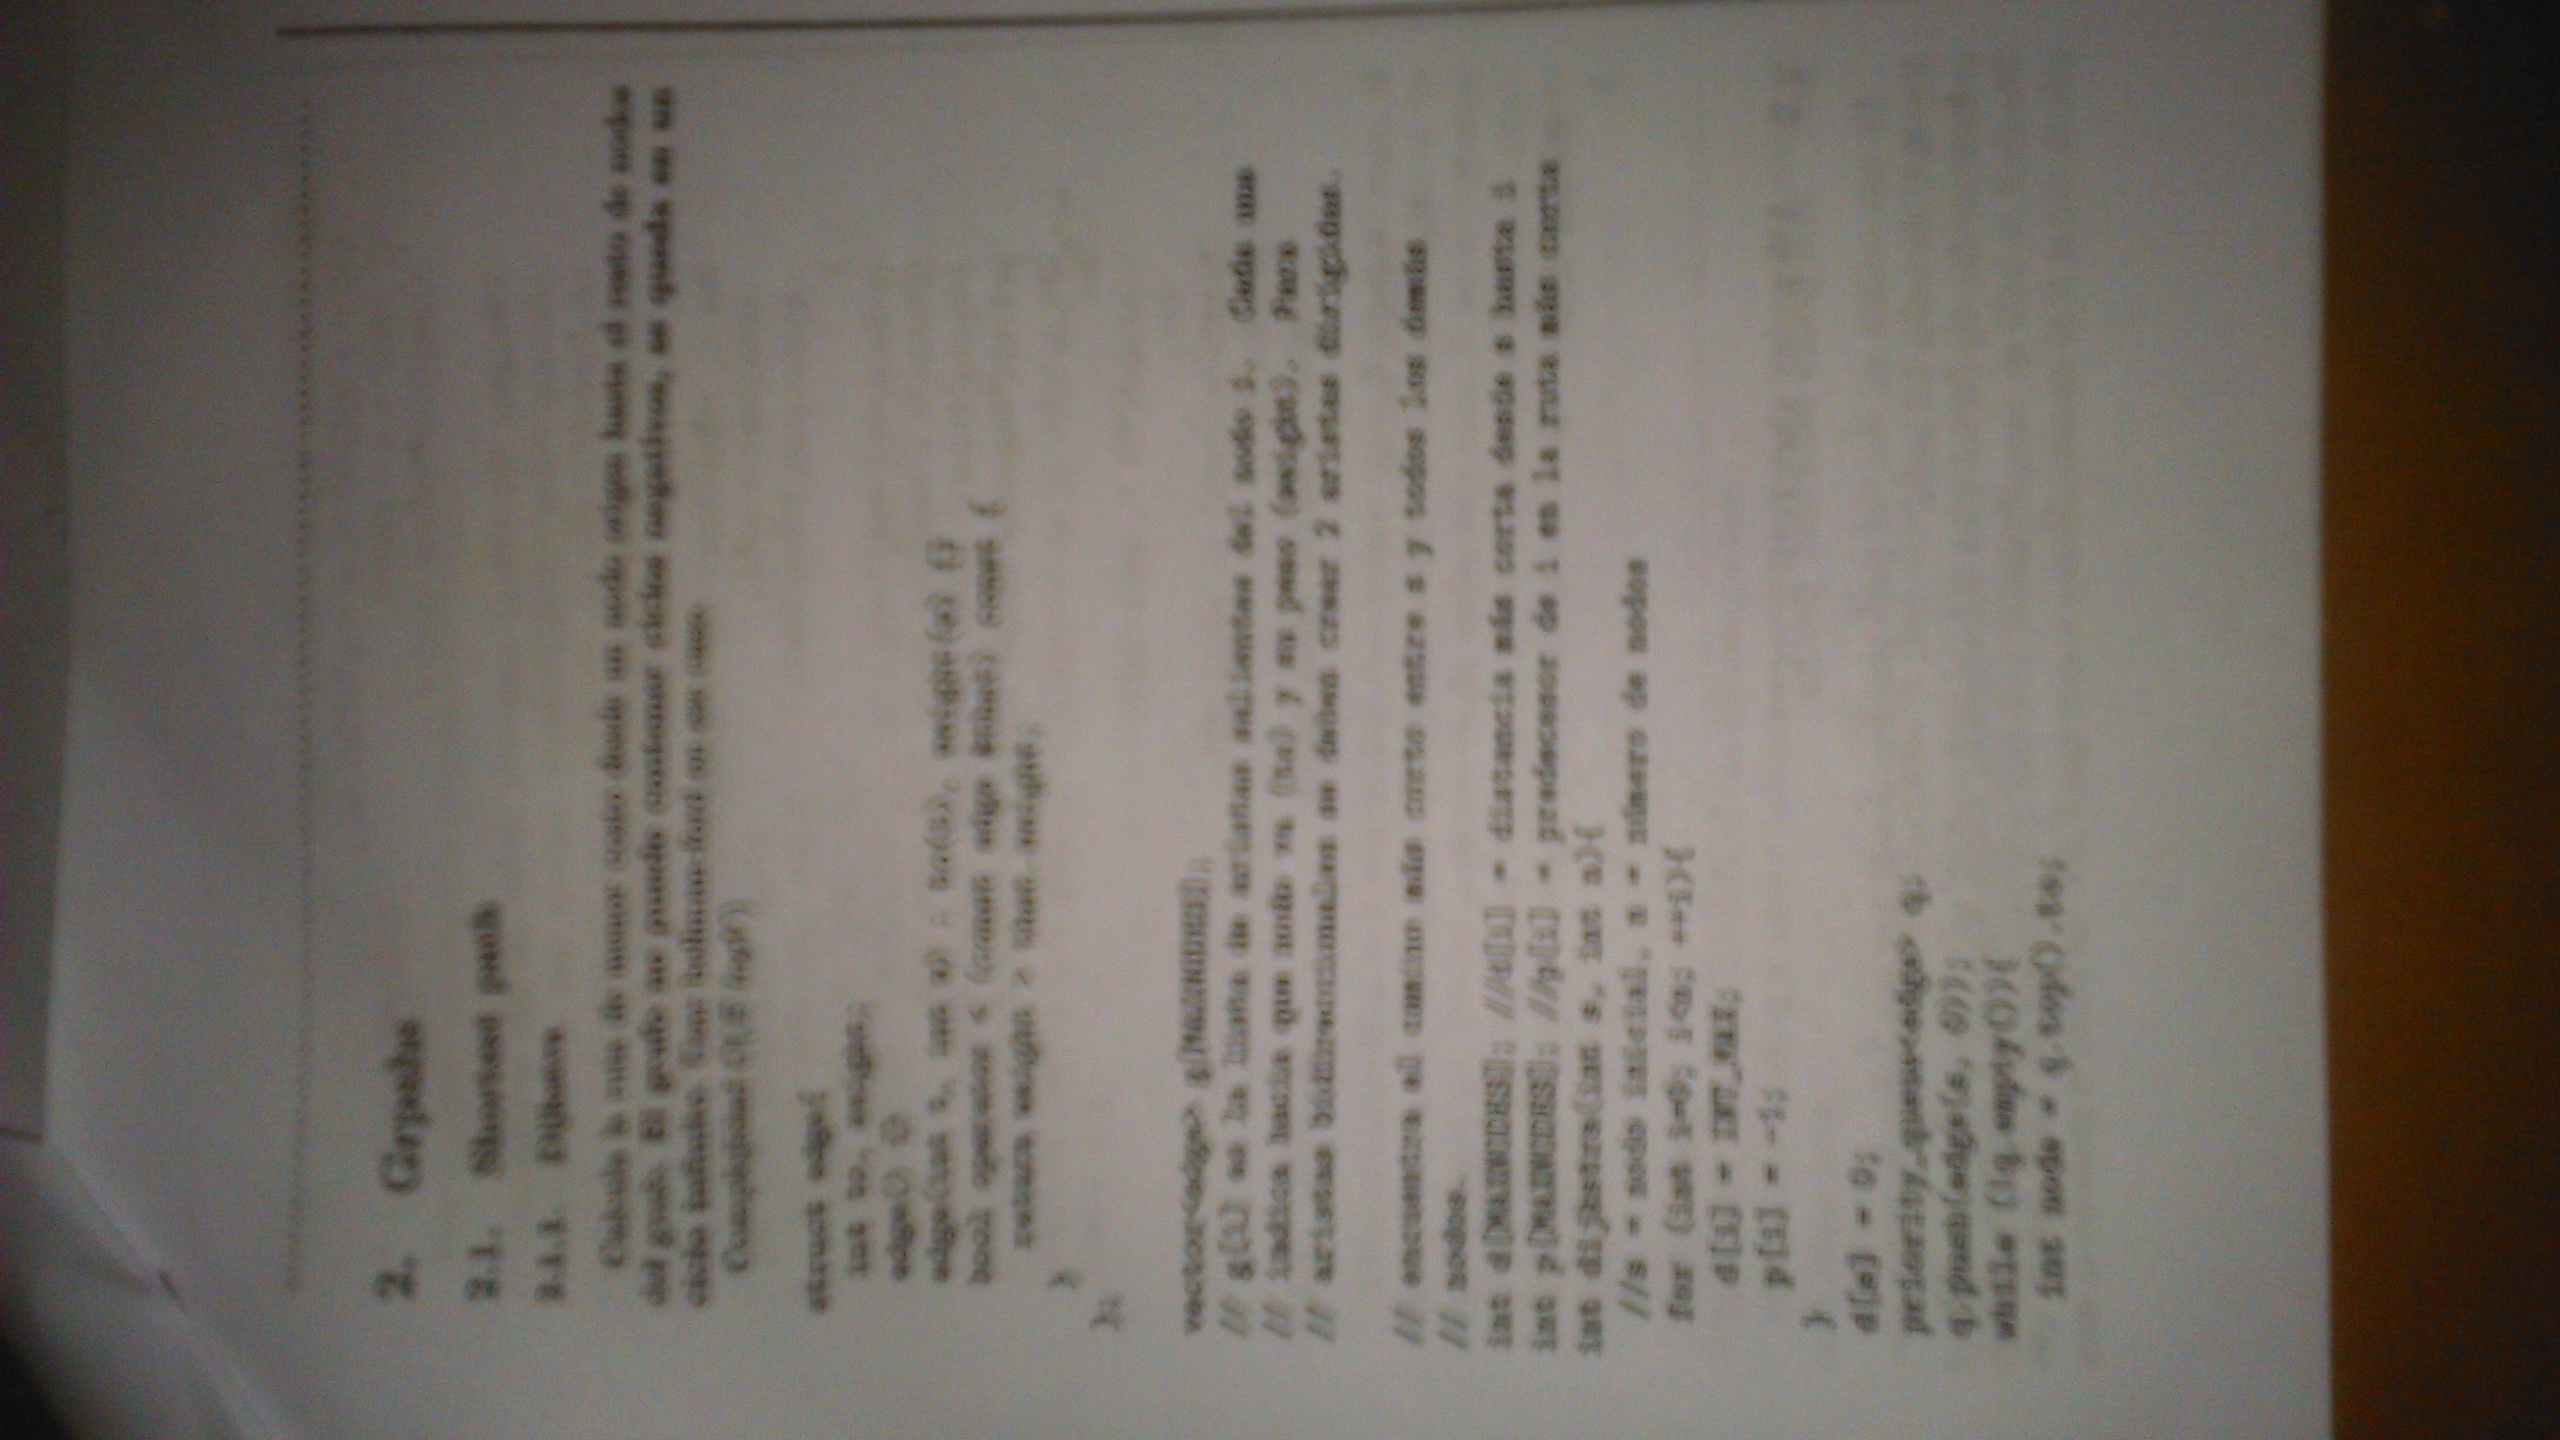 2. Grpahs
2.1. Shortest path
2.1.1. Dijkstra
Calcula la ruta de menor costo desde un nodo origen hasta el resto de nodos
del grafo. El grafo no puede contener ciclos negativos, se queda en un
ciclo infinito. Usar Bellman-Ford en ese caso.
Complejidad
struct edge{
int to, weight;
edge() {}
edge(int t, int w) : to(t), weight(w) {}
bool operator < (const edge &that) const {
return weight > that.weight;
}
};
vector<edge> g[MAXNODES];
// g[i] es la lista de aristas salientes del nodo i. Cada una
// indica hacia que nodo va (to) y su peso (weight). Para
// aristas bidireccionales se deben crear 2 aristas dirigidas.
// encuentra el camino más corto entre s y todos los demás
// nodos.
int d[MAXNODES]; //d[i] = distancia más corta desde s hasta i
int p[MAXNODES]; //p[i] = predecesor de i en la ruta más corta
int dijkstra(int s, int n){
//s = nodo inicial, n = número de nodos
for (int i=0; i<n; ++i){
d[i] = INT_MAX;
p[i] = -1;
}
d[s] = 0;
priority_queue<edge> q;
q.push(edge(s, 0));
while (!q.empty()){
int node = q.top().to;